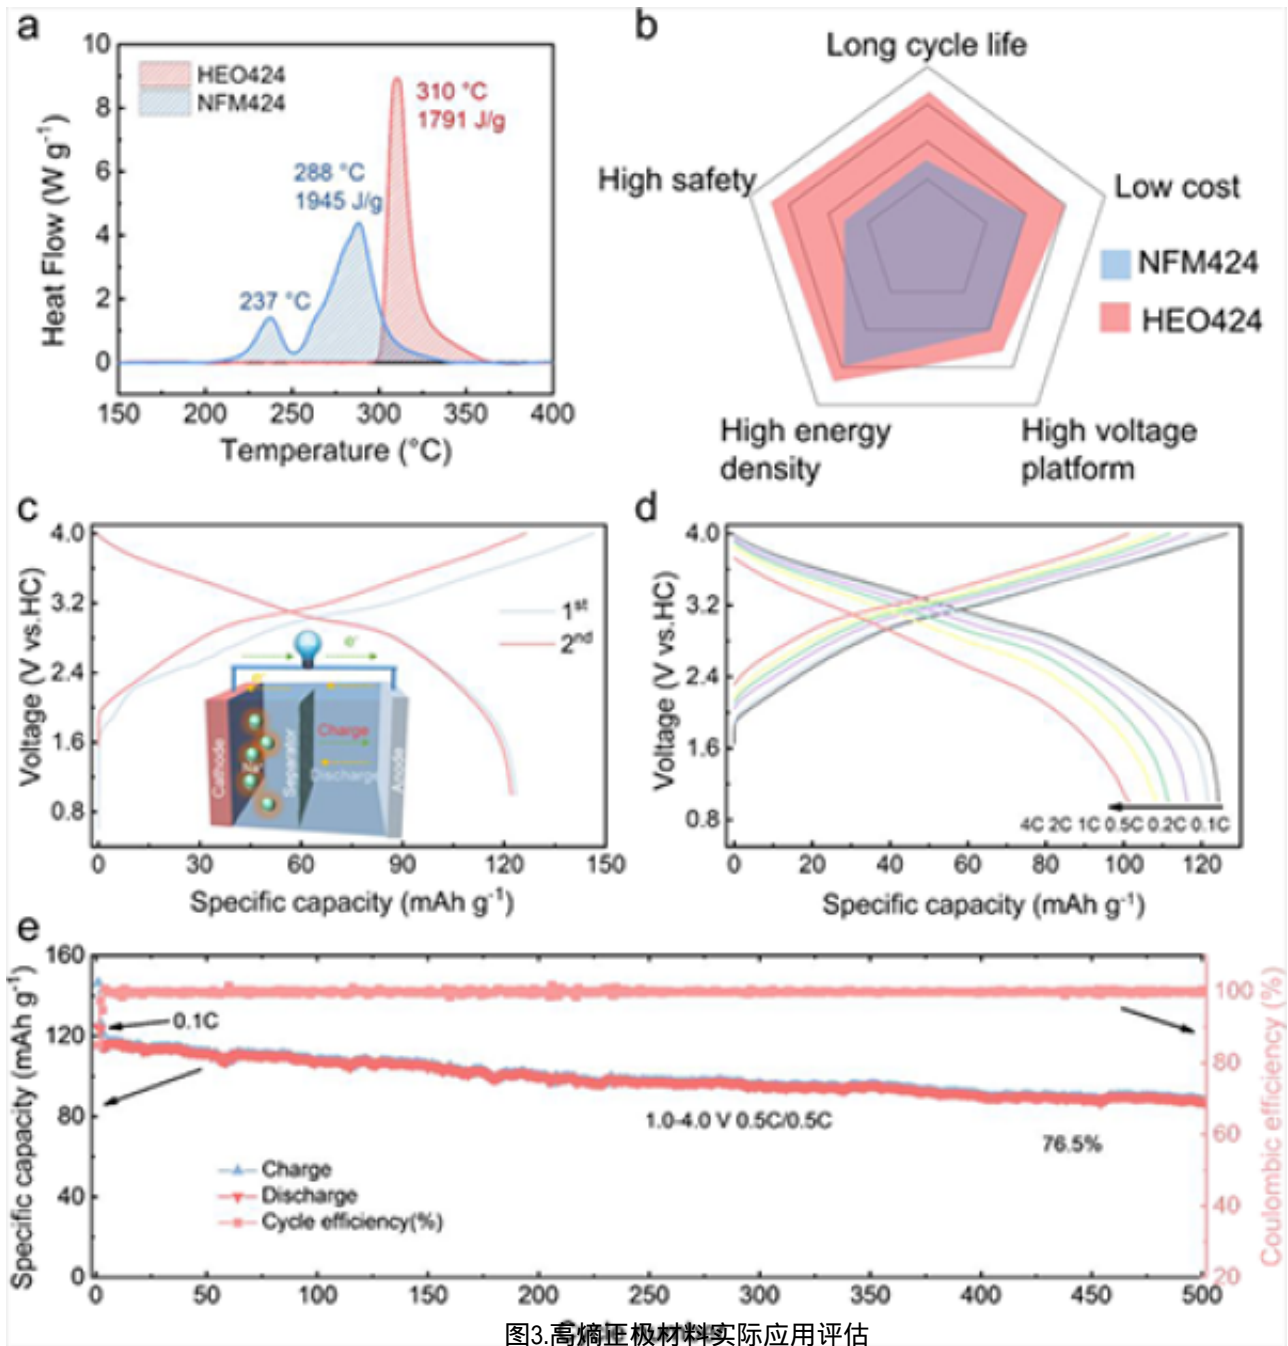 a
10
8
6
4
2
0
Heat Flow (W g⁻¹)
HEO424
NFM424
237 °C
288 °C
1945 J/g
310 °C
1791 J/g
150 200 250 300 350 400
Temperature (°C)
b
Long cycle life
High safety
Low cost
NFM424
HEO424
High energy
density
High voltage
platform
c
4.0
3.2
2.4
1.6
0.8
Voltage (V vs.HC)
1st
2nd
e⁻
Cathode
Separator
Charge
Discharge
Anode
0 30 60 90 120 150
Specific capacity (mAh g⁻¹)
d
4.0
3.2
2.4
1.6
0.8
Voltage (V vs.HC)
4C 2C 1C 0.5C 0.2C 0.1C
0 20 40 60 80 100 120
Specific capacity (mAh g⁻¹)
e
160
120
80
40
0
Specific capacity (mAh g⁻¹)
0.1C
1.0-4.0 V 0.5C/0.5C
76.5%
Charge
Discharge
Cycle efficiency(%)
100
80
60
40
20
Coulombic efficiency (%)
0 50 100 150 200 250 300 350 400 450 500
图3.高熵正极材料实际应用评估